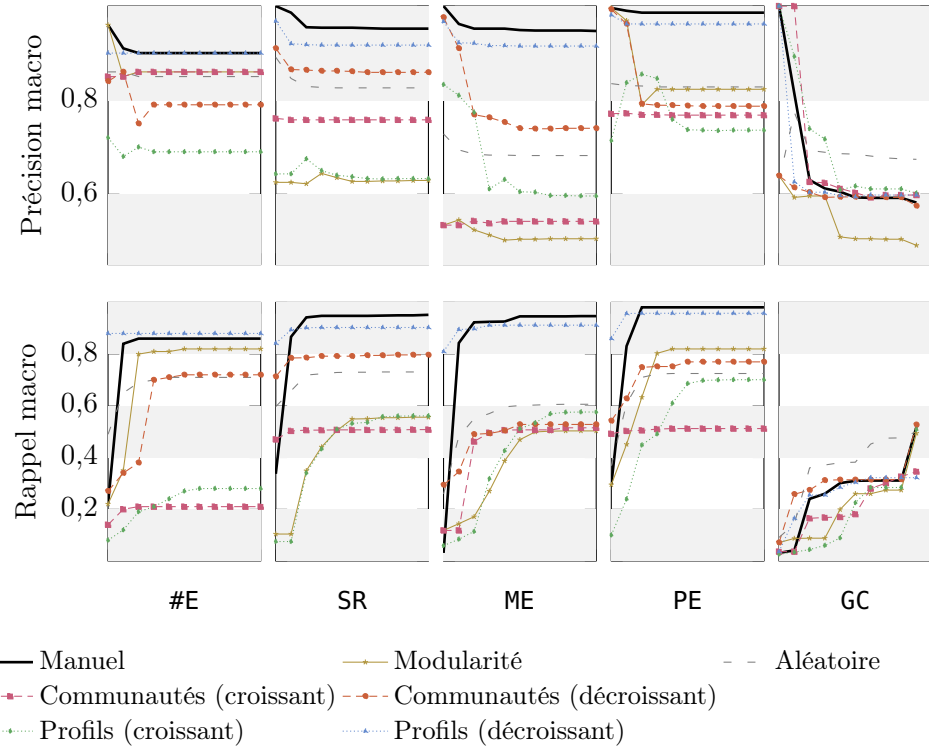 Précision macro
0,8
0,6
Rappel macro
0,8
0,6
0,4
0,2
#E SR ME PE GC
Manuel Modularité Aléatoire
Communautés (croissant) Communautés (décroissant)
Profils (croissant) Profils (décroissant)